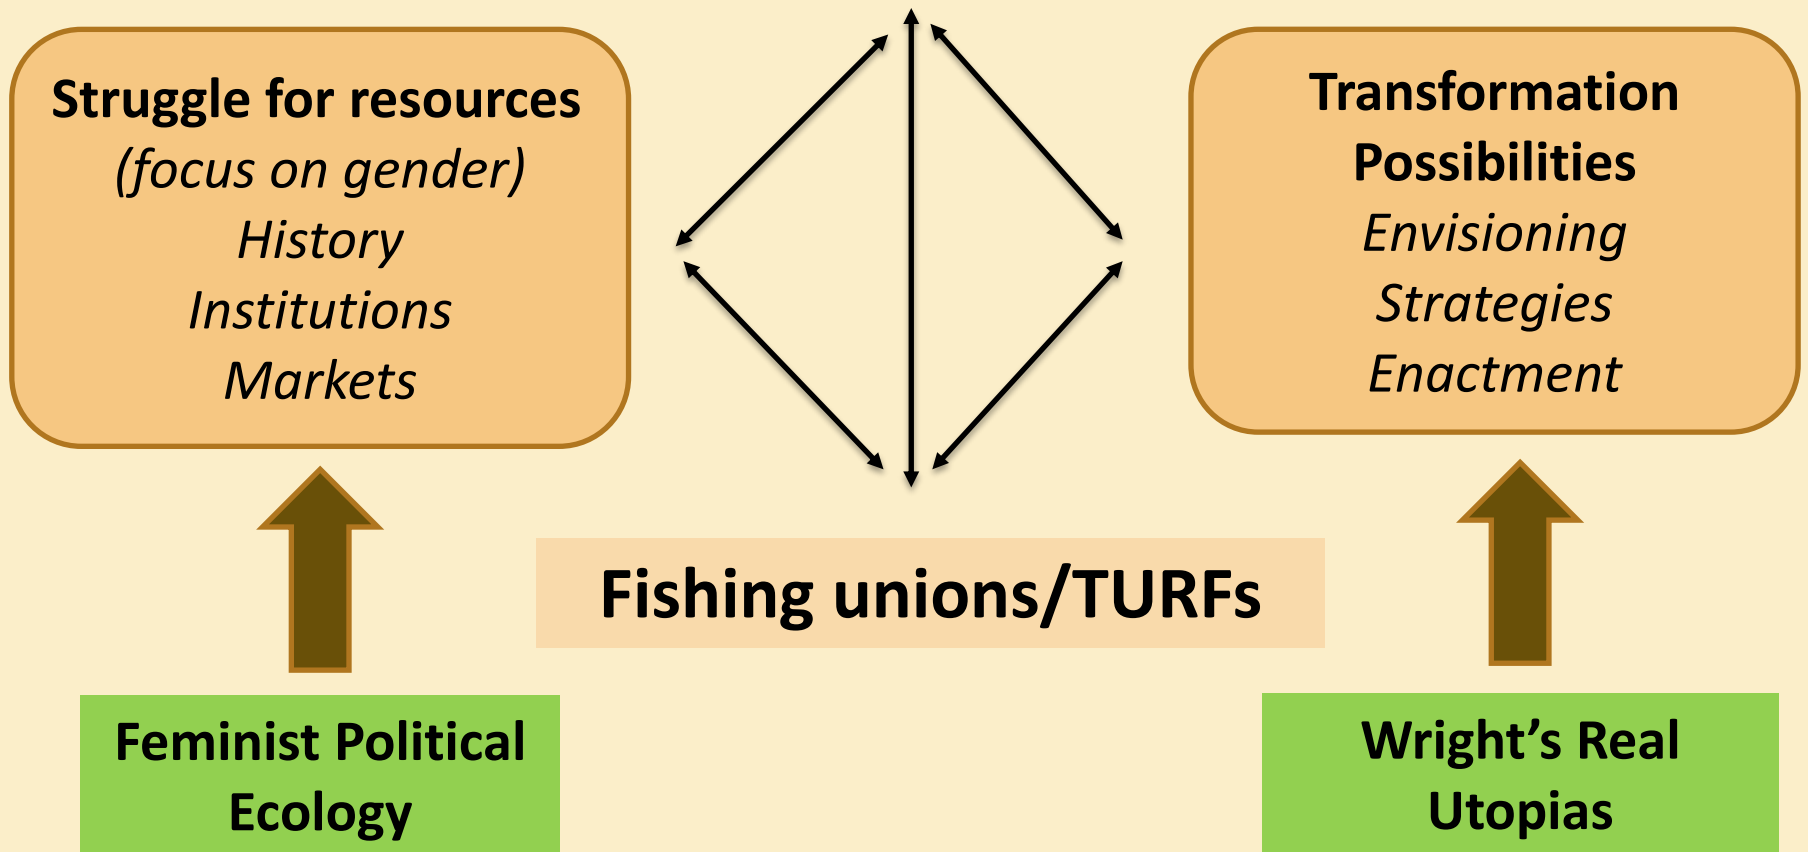 Struggle for resources
(focus on gender)
History
Institutions
Markets
Transformation
Possibilities
Envisioning
Strategies
Enactment
Fishing unions/TURFs
Feminist Political
Ecology
Wright’s Real
Utopias